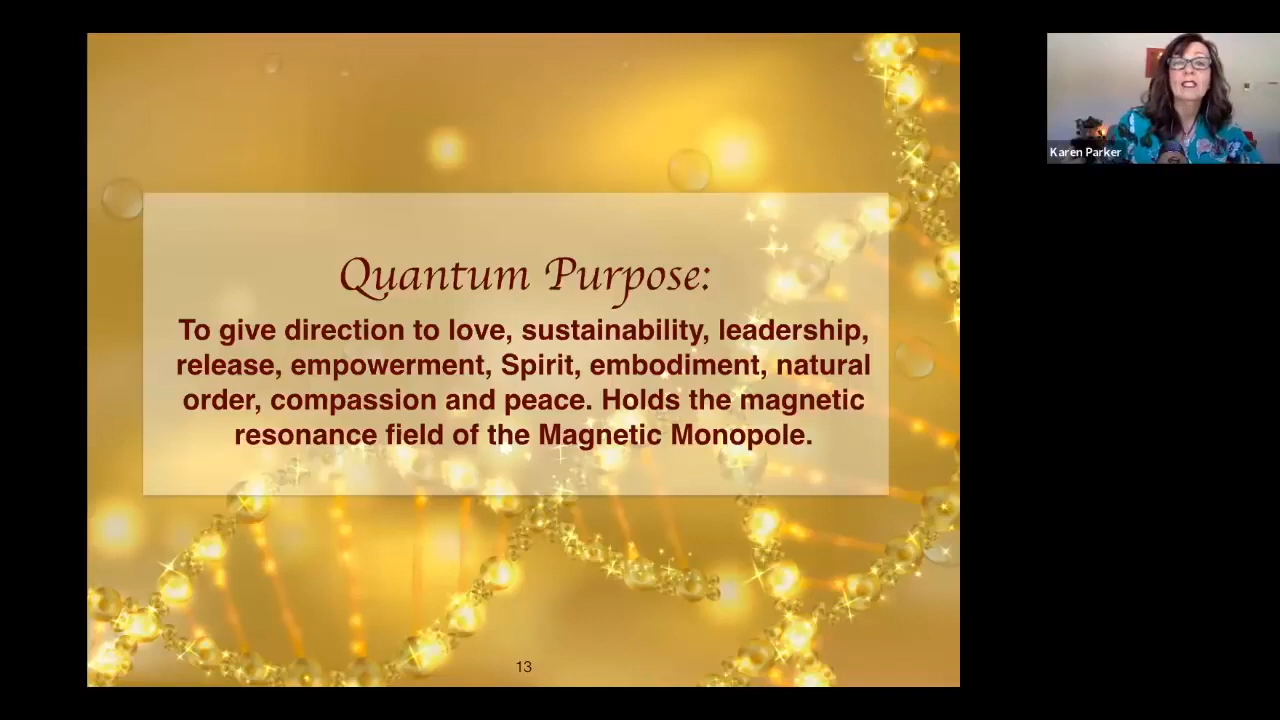 Quantum Purpose:
To give direction to love, sustainability, leadership,
release, empowerment, Spirit, embodiment, natural
order, compassion and peace. Holds the magnetic
resonance field of the Magnetic Monopole.
13
Karen Parker